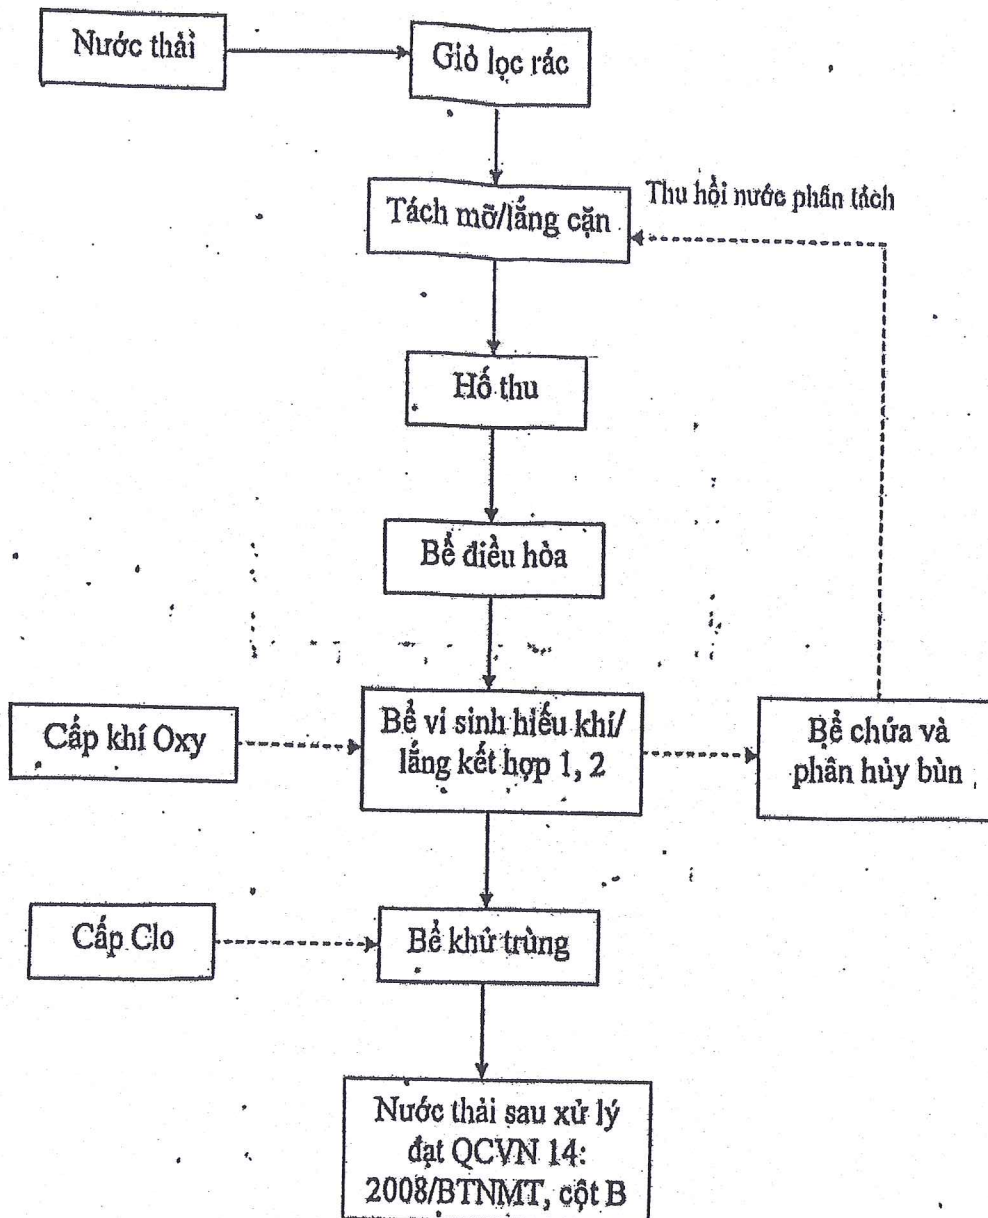 Nước thải
Giỏ lọc rác
Tách mỡ/lắng cặn
Thu hồi nước phân tách
Hố thu
Bể điều hòa
Cấp khí Oxy
Bể vi sinh hiếu khí/
lắng kết hợp 1, 2
Bể chứa và
phân hủy bùn
Cấp Clo
Bể khử trùng
Nước thải sau xử lý
đạt QCVN 14:
2008/BTNMT, cột B